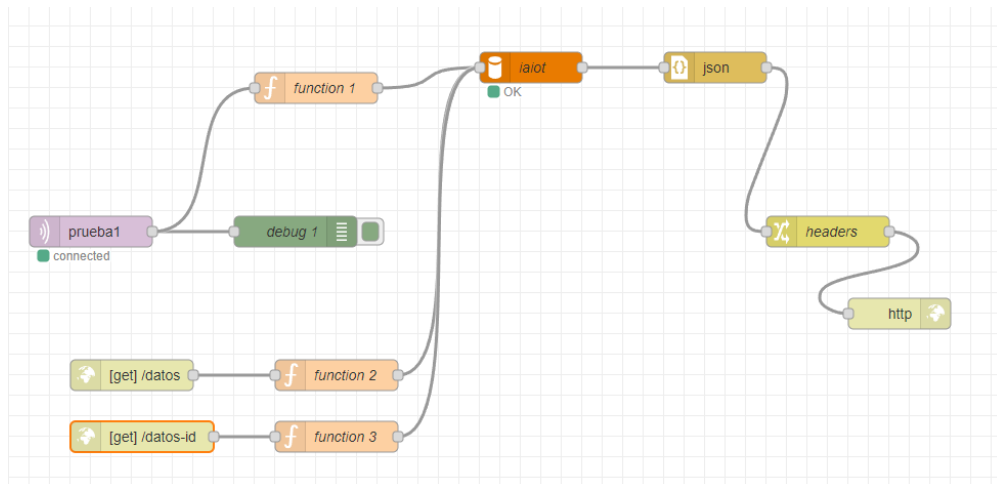 iaiot
json
function 1
OK
prueba1
debug 1
headers
connected
http
[get] /datos
function 2
[get] /datos-id
function 3